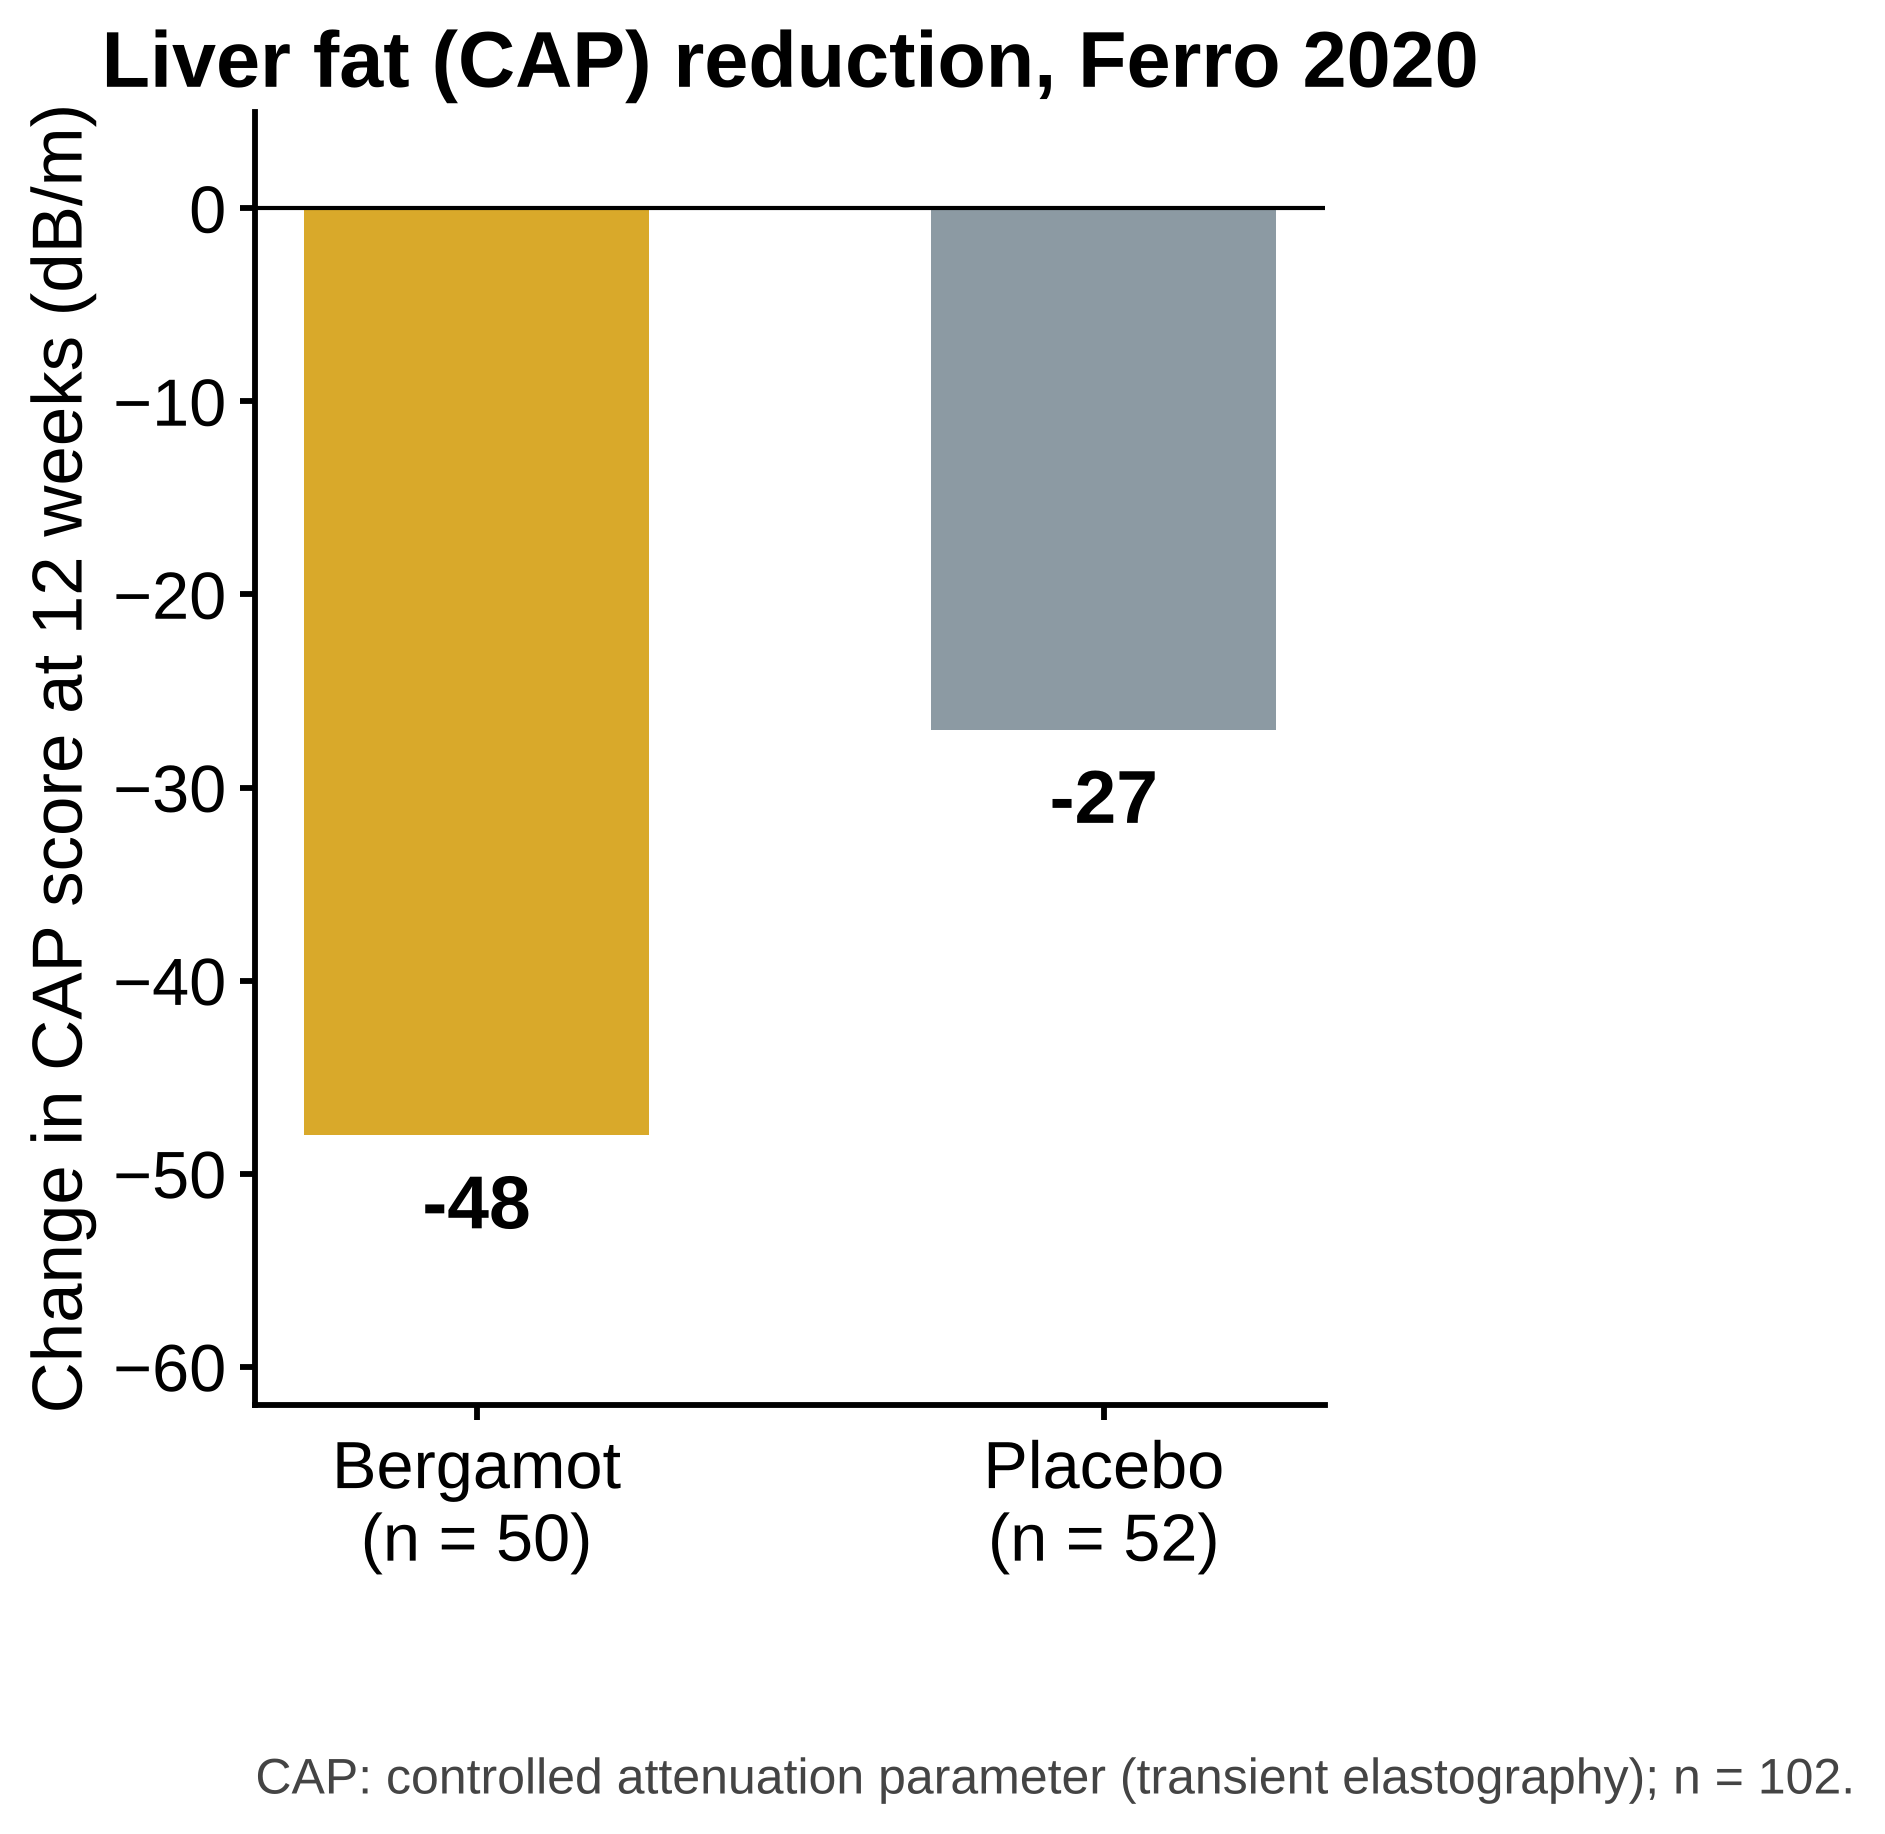 Liver fat (CAP) reduction, Ferro 2020
Change in CAP score at 12 weeks (dB/m)
0
−10
−20
−30
−40
−50
−60
-48
-27
Bergamot
(n = 50)
Placebo
(n = 52)
CAP: controlled attenuation parameter (transient elastography); n = 102.